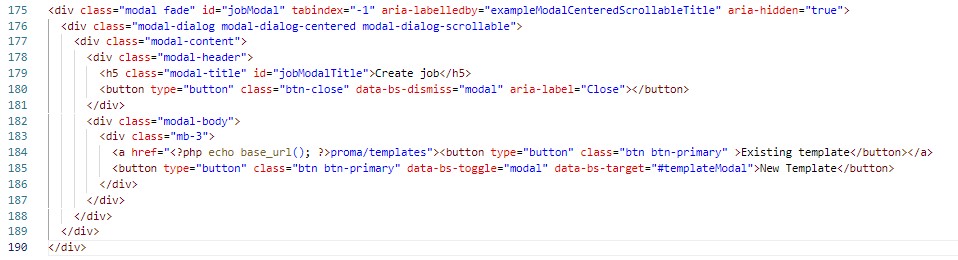 175 <div class="modal fade" id="jobModal" tabindex="-1" aria-labelledby="exampleModalCenteredScrollableTitle" aria-hidden="true">
176 <div class="modal-dialog modal-dialog-centered modal-dialog-scrollable">
177 <div class="modal-content">
178 <div class="modal-header">
179 <h5 class="modal-title" id="jobModalTitle">Create job</h5>
180 <button type="button" class="btn-close" data-bs-dismiss="modal" aria-label="Close"></button>
181 </div>
182 <div class="modal-body">
183 <div class="mb-3">
184 <a href="<?php echo base_url(); ?>proma/templates"><button type="button" class="btn btn-primary" >Existing template</button></a>
185 <button type="button" class="btn btn-primary" data-bs-toggle="modal" data-bs-target="#templateModal">New Template</button>
186 </div>
187 </div>
188 </div>
189 </div>
190 </div>